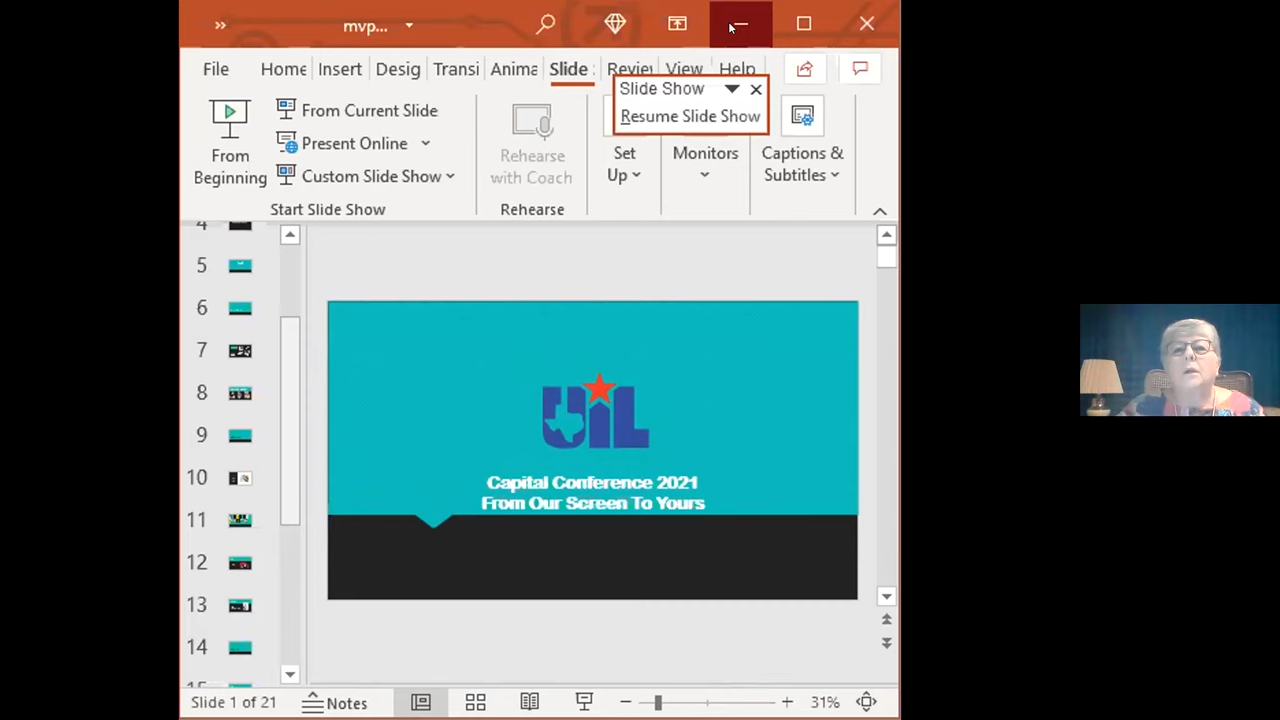 mvp...
File Home Insert Desig Transi Anima Slide Review View Help
Slide Show
Resume Slide Show
From Beginning
From Current Slide
Present Online
Custom Slide Show
Start Slide Show
Rehearse
with Coach
Rehearse
Set
Up
Monitors
Captions &
Subtitles
4
5
6
7
8
9
10
11
12
13
14
15
UIL
Capital Conference 2021
From Our Screen To Yours
Slide 1 of 21 Notes 31%